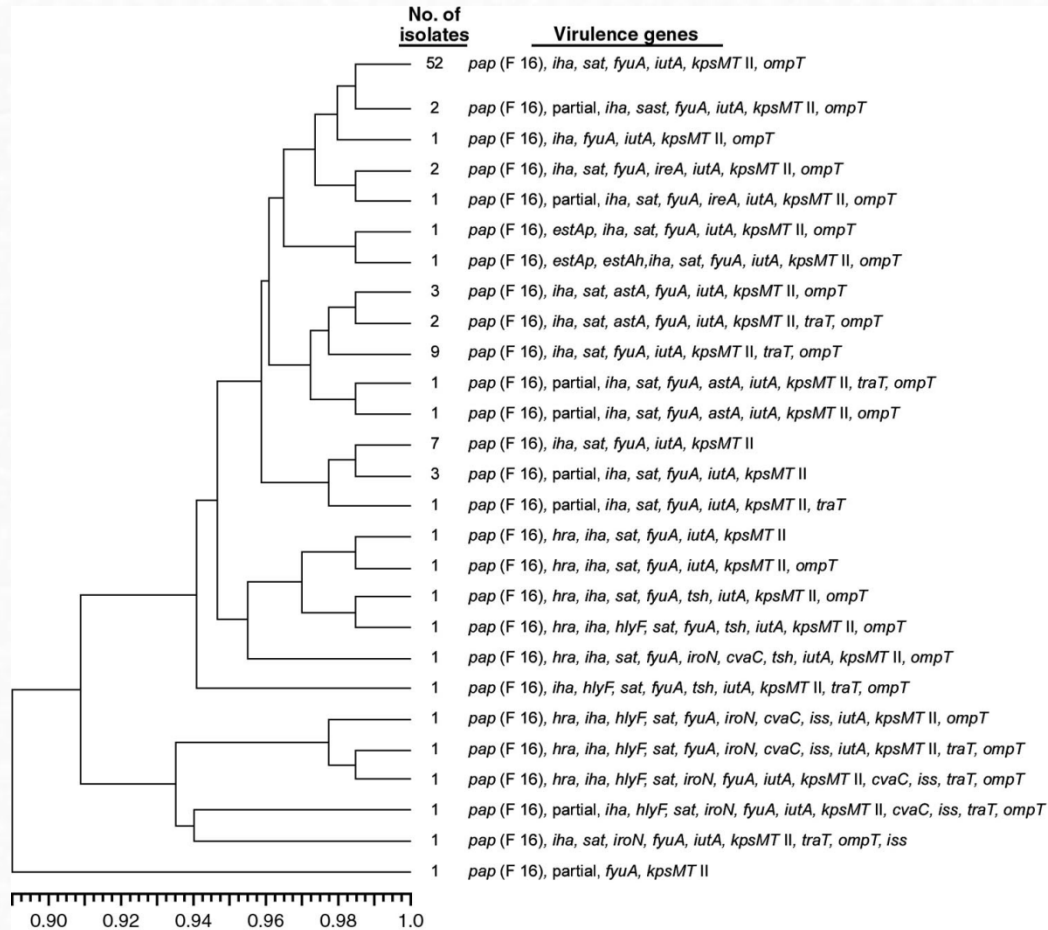 No. of
isolates Virulence genes
52 pap (F 16), iha, sat, fyuA, iutA, kpsMT II, ompT
2 pap (F 16), partial, iha, sast, fyuA, iutA, kpsMT II, ompT
1 pap (F 16), iha, fyuA, iutA, kpsMT II, ompT
2 pap (F 16), iha, sat, fyuA, ireA, iutA, kpsMT II, ompT
1 pap (F 16), partial, iha, sat, fyuA, ireA, iutA, kpsMT II, ompT
1 pap (F 16), estAp, iha, sat, fyuA, iutA, kpsMT II, ompT
1 pap (F 16), estAp, estAh,iha, sat, fyuA, iutA, kpsMT II, ompT
3 pap (F 16), iha, sat, astA, fyuA, iutA, kpsMT II, ompT
2 pap (F 16), iha, sat, astA, fyuA, iutA, kpsMT II, traT, ompT
9 pap (F 16), iha, sat, fyuA, iutA, kpsMT II, traT, ompT
1 pap (F 16), partial, iha, sat, fyuA, astA, iutA, kpsMT II, traT, ompT
1 pap (F 16), partial, iha, sat, fyuA, astA, iutA, kpsMT II, ompT
7 pap (F 16), iha, sat, fyuA, iutA, kpsMT II
3 pap (F 16), partial, iha, sat, fyuA, iutA, kpsMT II
1 pap (F 16), partial, iha, sat, fyuA, iutA, kpsMT II, traT
1 pap (F 16), hra, iha, sat, fyuA, iutA, kpsMT II
1 pap (F 16), hra, iha, sat, fyuA, iutA, kpsMT II, ompT
1 pap (F 16), hra, iha, sat, fyuA, tsh, iutA, kpsMT II, ompT
1 pap (F 16), hra, iha, hlyF, sat, fyuA, tsh, iutA, kpsMT II, ompT
1 pap (F 16), hra, iha, sat, fyuA, iroN, cvaC, tsh, iutA, kpsMT II, ompT
1 pap (F 16), iha, hlyF, sat, fyuA, tsh, iutA, kpsMT II, traT, ompT
1 pap (F 16), hra, iha, hlyF, sat, fyuA, iroN, cvaC, iss, iutA, kpsMT II, ompT
1 pap (F 16), hra, iha, hlyF, sat, fyuA, iroN, cvaC, iss, iutA, kpsMT II, traT, ompT
1 pap (F 16), hra, iha, hlyF, sat, iroN, fyuA, iutA, kpsMT II, cvaC, iss, traT, ompT
1 pap (F 16), partial, iha, hlyF, sat, iroN, fyuA, iutA, kpsMT II, cvaC, iss, traT, ompT
1 pap (F 16), iha, sat, iroN, fyuA, iutA, kpsMT II, traT, ompT, iss
1 pap (F 16), partial, fyuA, kpsMT II
0.90 0.92 0.94 0.96 0.98 1.0